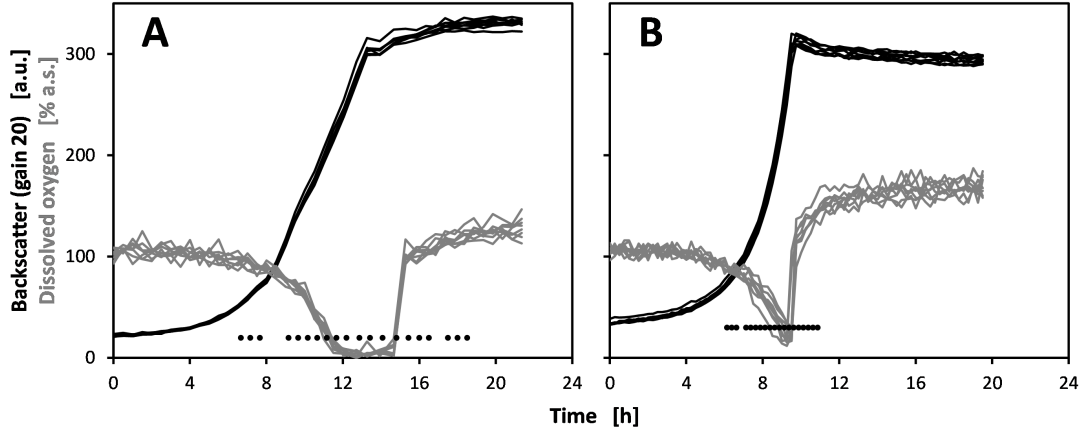 A
B
Backscatter (gain 20) [a.u.]
Dissolved oxygen [% a.s.]
300
200
100
0
0 4 8 12 16 20 24
0 4 8 12 16 20 24
Time [h]